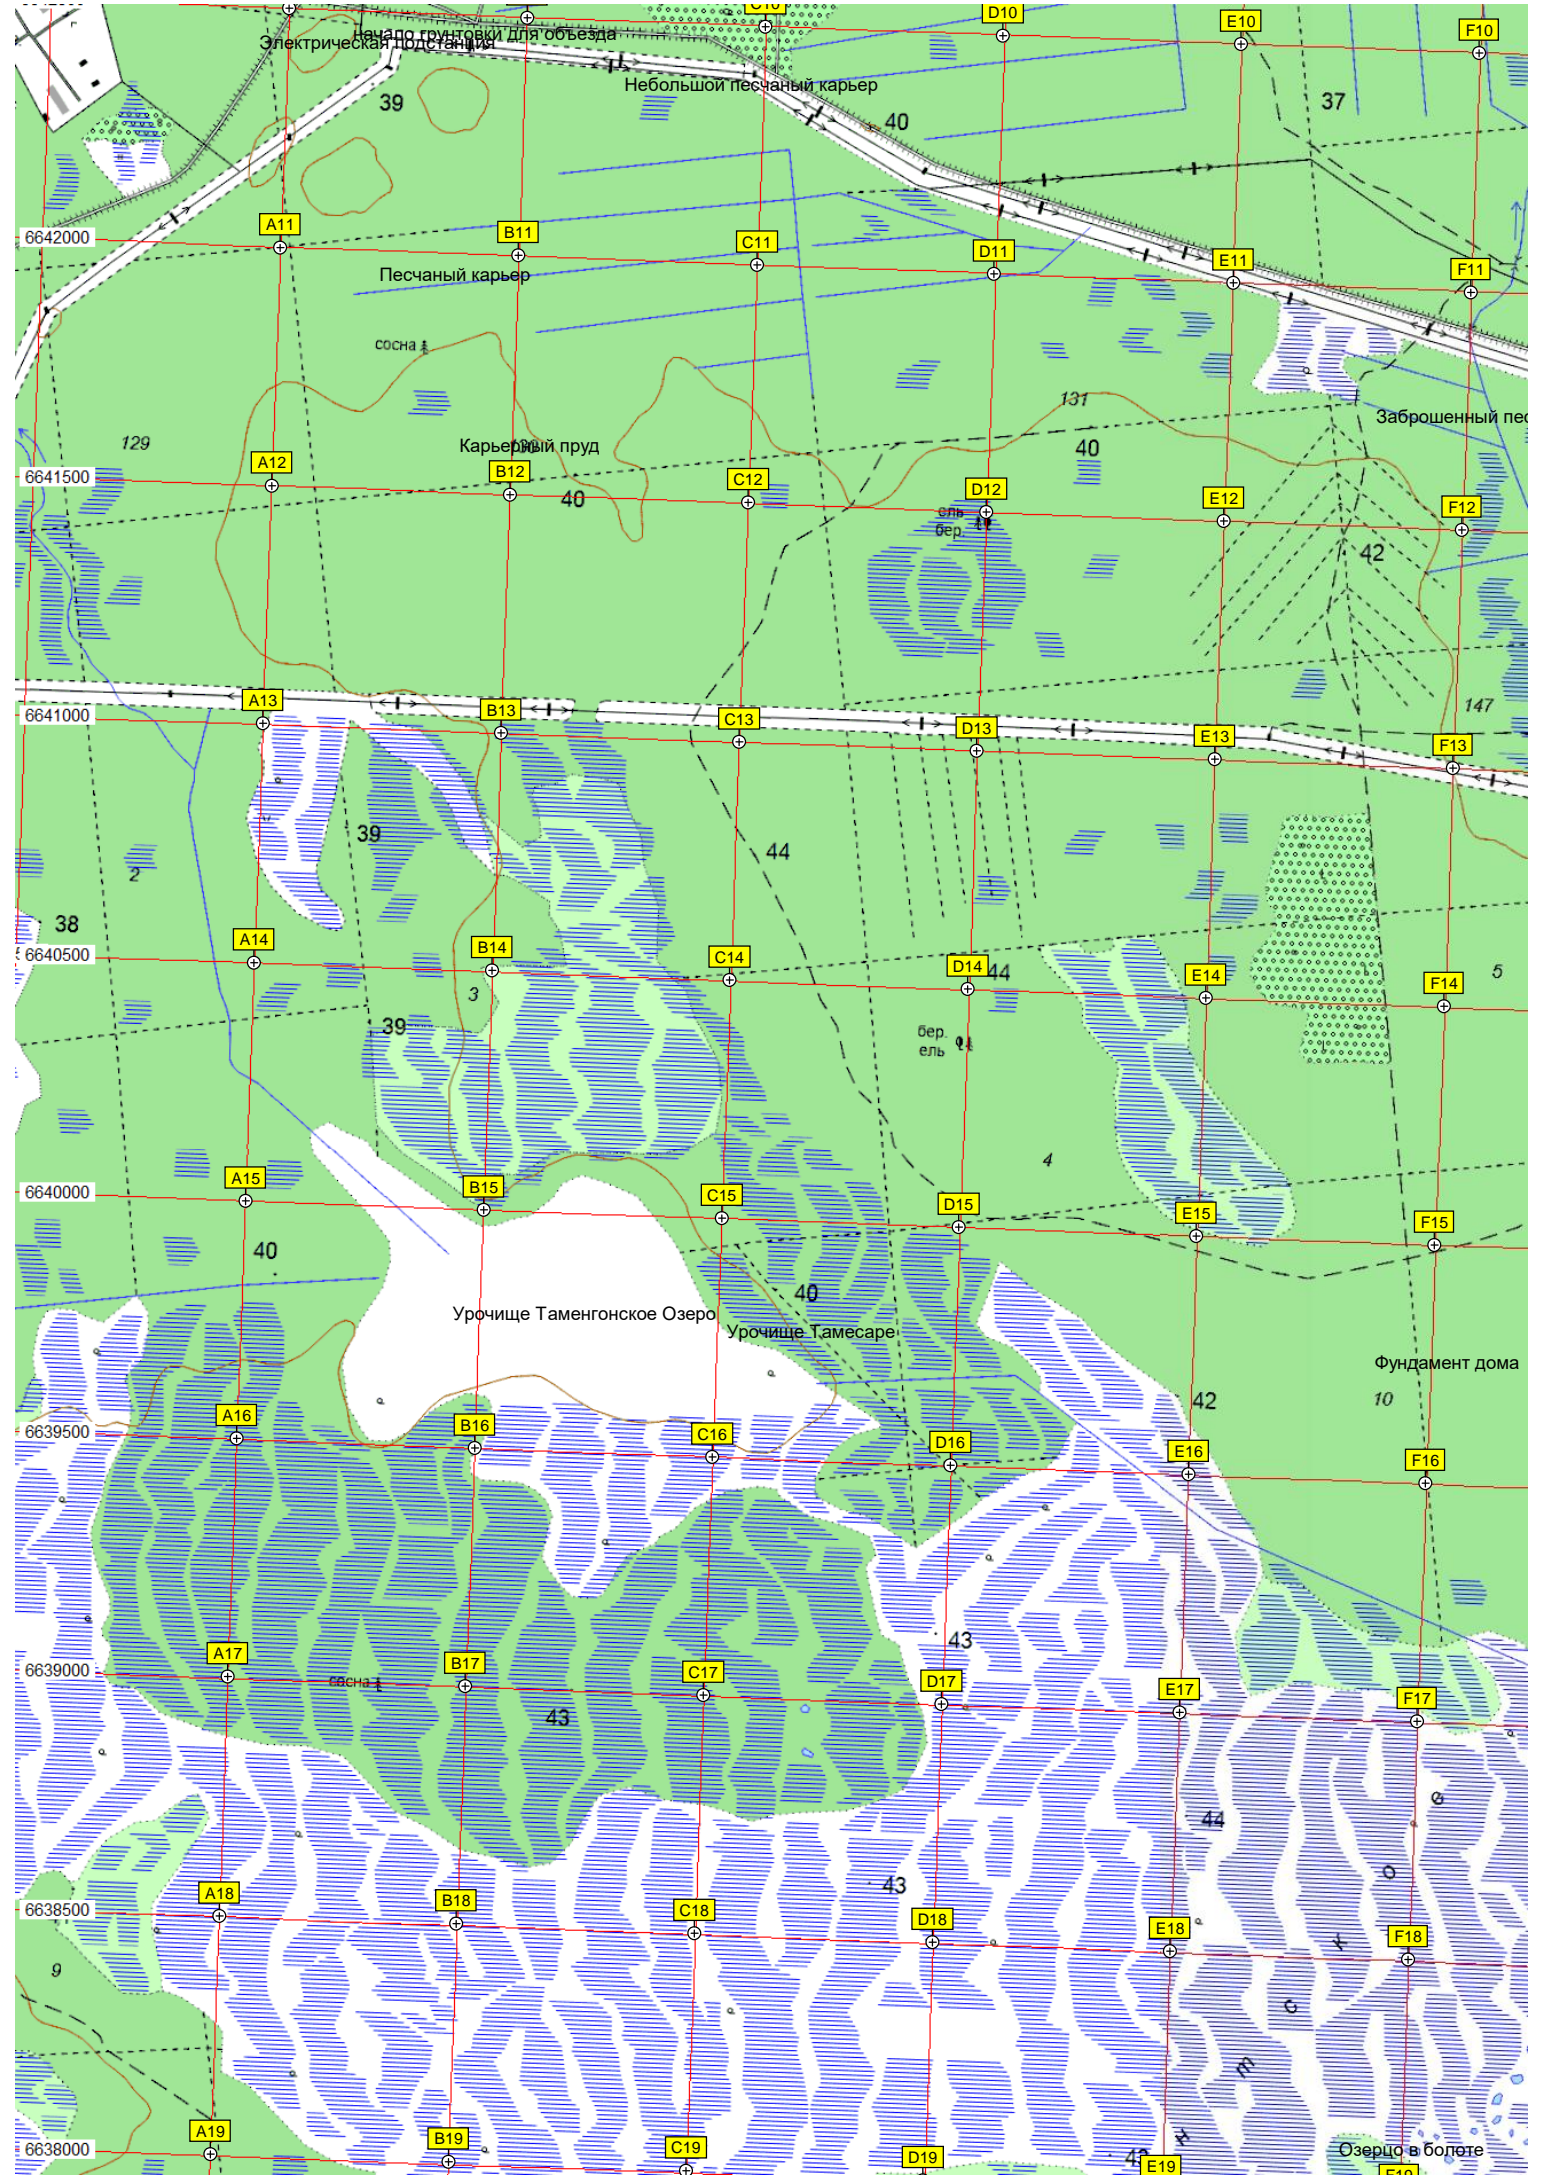 C10
D10
E10
F10
начало грунтовки для объезда
Электрическая подстанция
Небольшой песчаный карьер
39
40
37
A11
B11
C11
D11
E11
F11
6642000
Песчаный карьер
сосна
129
131
Заброшенный пес
Карьерный пруд
40
A12
B12
C12
D12
E12
F12
6641500
40
ель
бер.
42
147
A13
B13
C13
D13
E13
F13
6641000
39
44
2
38
5
A14
B14
C14
D14
E14
F14
6640500
44
3
39
бер.
ель
4
A15
B15
C15
D15
E15
F15
6640000
40
40
Урочище Таменгонское Озеро
Урочище Тамесаре
Фундамент дома
42
10
A16
B16
C16
D16
E16
F16
6639500
43
A17
B17
C17
D17
E17
F17
6639000
сосна
43
44
е
о
43
A18
B18
C18
D18
E18
F18
6638500
к
9
с
т
A19
B19
C19
D19
E19
F19
6638000
н
Озерцо в болоте